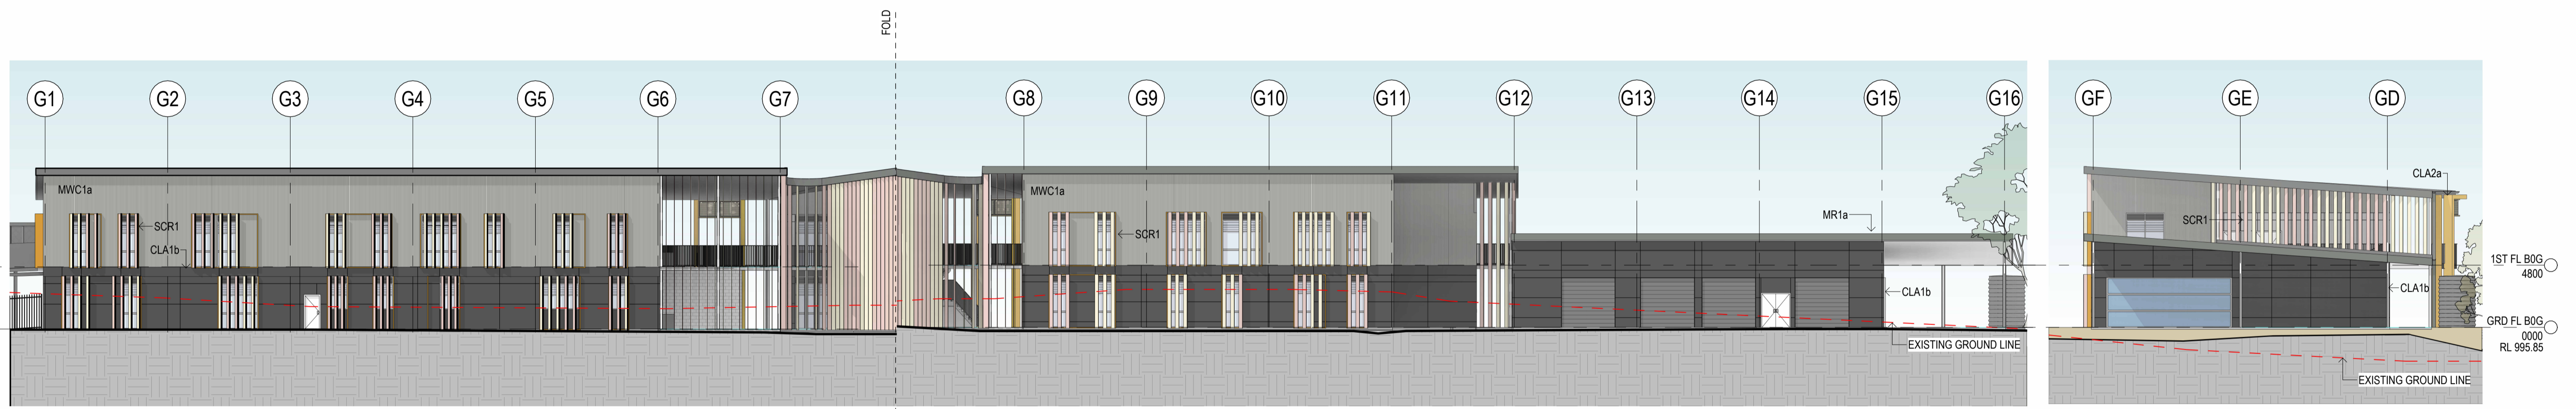 FOLD
G1
G2
G3
G4
G5
G6
G7
G8
G9
G10
G11
G12
G13
G14
G15
G16
GF
GE
GD
MWC1a
SCR1
CLA1b
MWC1a
SCR1
MR1a
CLA1b
EXISTING GROUND LINE
CLA2a
SCR1
CLA1b
EXISTING GROUND LINE
1ST FL B0G
4800
GRD FL B0G
0000
RL 995.85